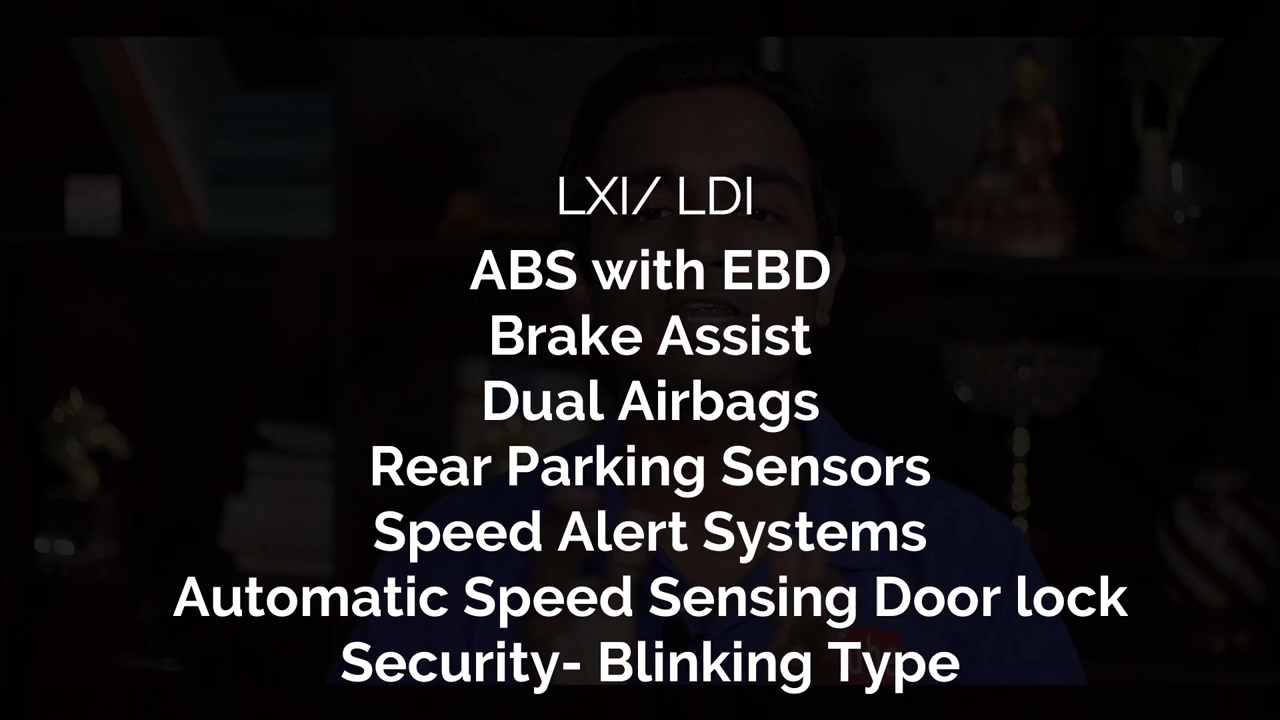 LXI/ LDI
ABS with EBD
Brake Assist
Dual Airbags
Rear Parking Sensors
Speed Alert Systems
Automatic Speed Sensing Door lock
Security- Blinking Type